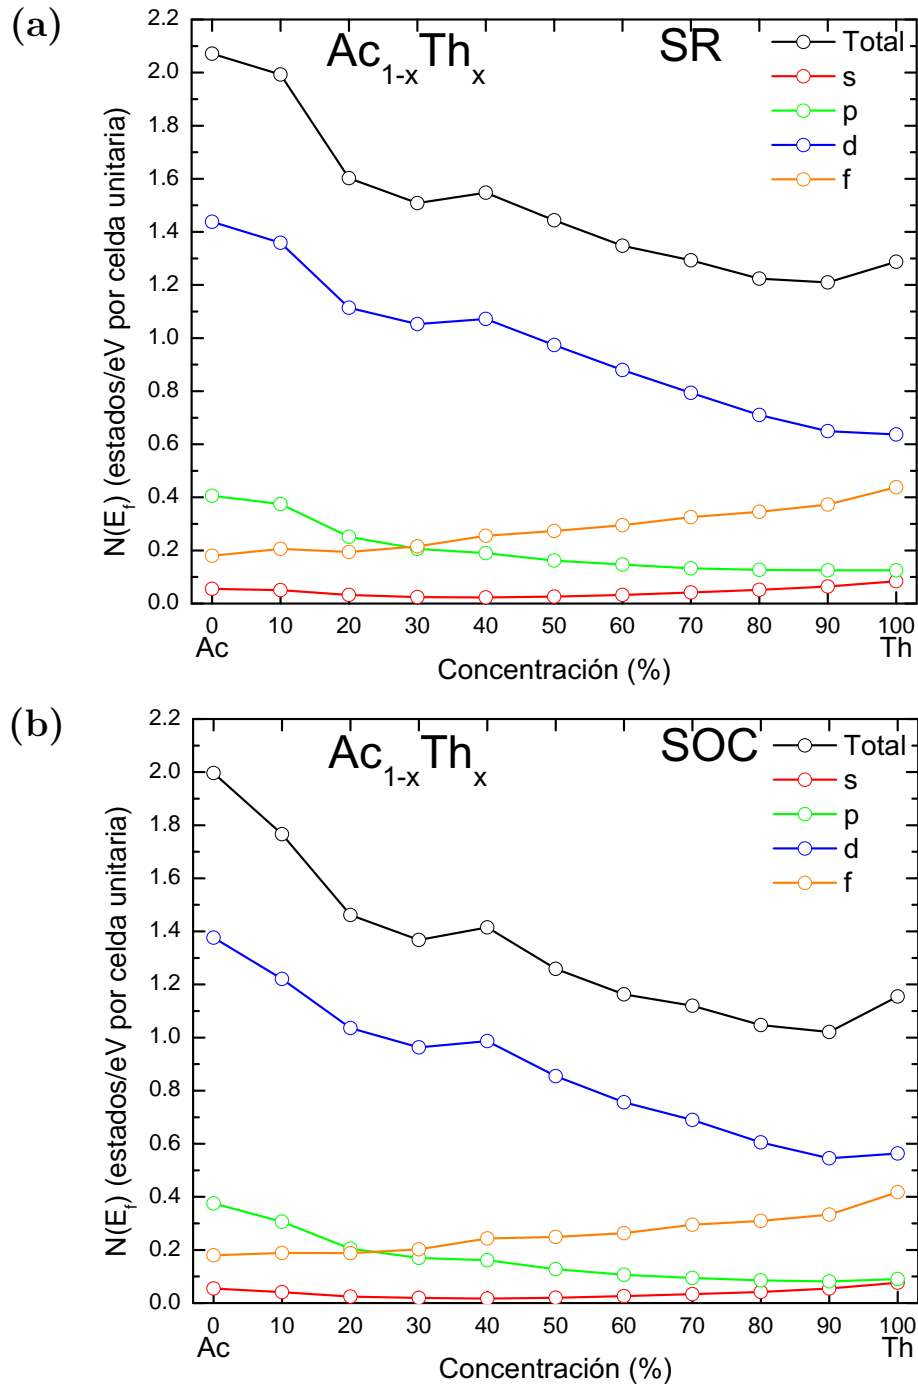 (a)
Ac1-xThx
SR
Total
s
p
d
f
N(Ef) (estados/eV por celda unitaria)
2.2
2.0
1.8
1.6
1.4
1.2
1.0
0.8
0.6
0.4
0.2
0.0
0 10 20 30 40 50 60 70 80 90 100
Ac Th
Concentración (%)
(b)
Ac1-xThx
SOC
Total
s
p
d
f
N(Ef) (estados/eV por celda unitaria)
2.2
2.0
1.8
1.6
1.4
1.2
1.0
0.8
0.6
0.4
0.2
0.0
0 10 20 30 40 50 60 70 80 90 100
Ac Th
Concentración (%)